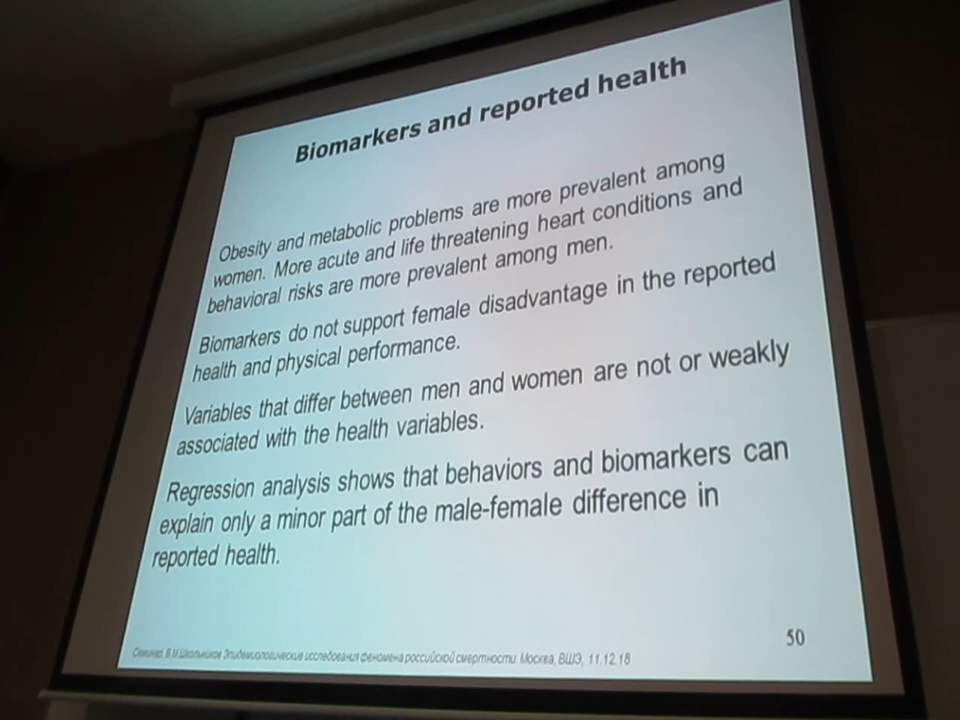 Biomarkers and reported health
Obesity and metabolic problems are more prevalent among
women. More acute and life threatening heart conditions and
behavioral risks are more prevalent among men.
Biomarkers do not support female disadvantage in the reported
health and physical performance.
Variables that differ between men and women are not or weakly
associated with the health variables.
Regression analysis shows that behaviors and biomarkers can
explain only a minor part of the male-female difference in
reported health.
50
Семинар. В.М.Школьников Эпидемиологические исследования феномена российской смертности. Москва, ВШЭ, 11.12.18